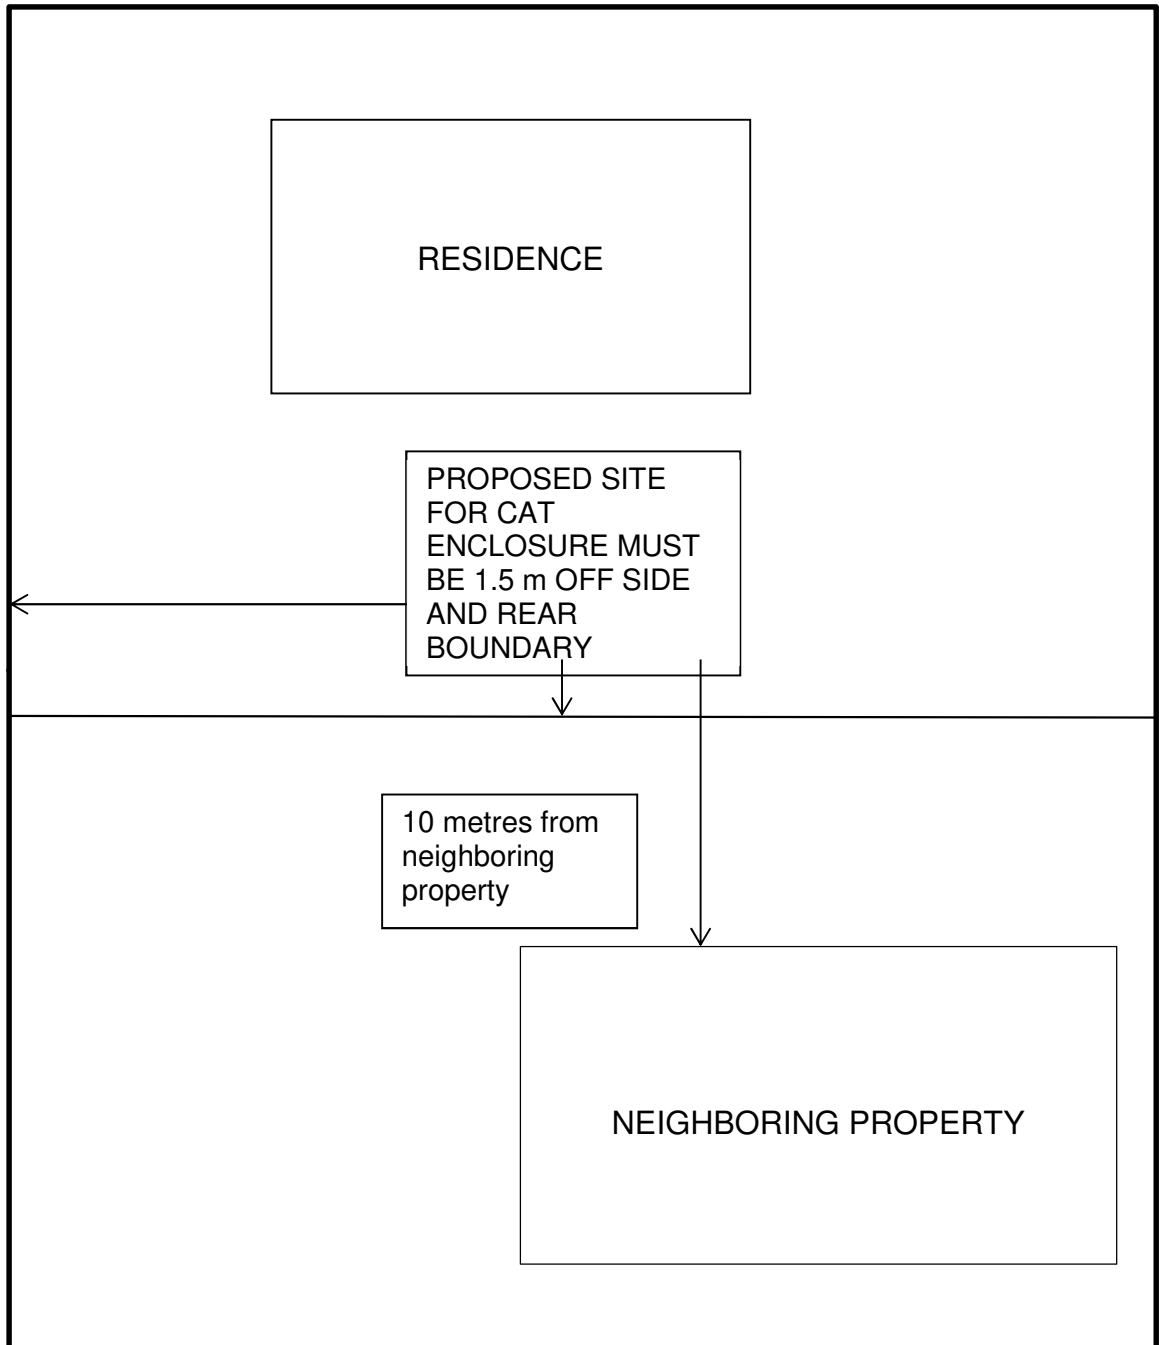 RESIDENCE
PROPOSED SITE
FOR CAT
ENCLOSURE MUST
BE 1.5 m OFF SIDE
AND REAR
BOUNDARY
10 metres from
neighboring
property
NEIGHBORING PROPERTY